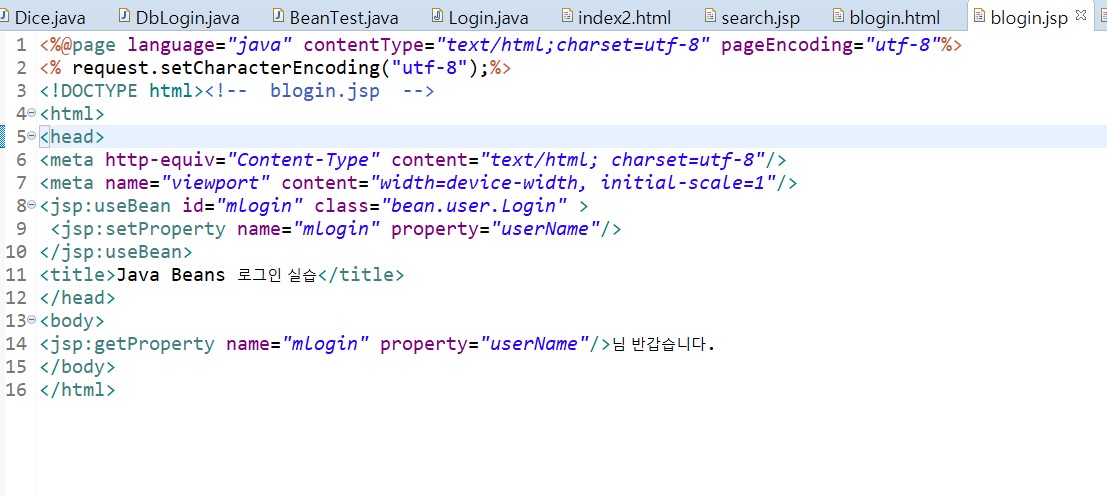 Dice.java DbLogin.java BeanTest.java Login.java index2.html search.jsp blogin.html blogin.jsp
1 <%@page language="java" contentType="text/html;charset=utf-8" pageEncoding="utf-8"%>
2 <% request.setCharacterEncoding("utf-8");%>
3 <!DOCTYPE html><!--  blogin.jsp  -->
4 <html>
5 <head>
6 <meta http-equiv="Content-Type" content="text/html; charset=utf-8"/>
7 <meta name="viewport" content="width=device-width, initial-scale=1"/>
8 <jsp:useBean id="mlogin" class="bean.user.Login" >
9  <jsp:setProperty name="mlogin" property="userName"/>
10 </jsp:useBean>
11 <title>Java Beans 로그인 실습</title>
12 </head>
13 <body>
14 <jsp:getProperty name="mlogin" property="userName"/>님 반갑습니다.
15 </body>
16 </html>